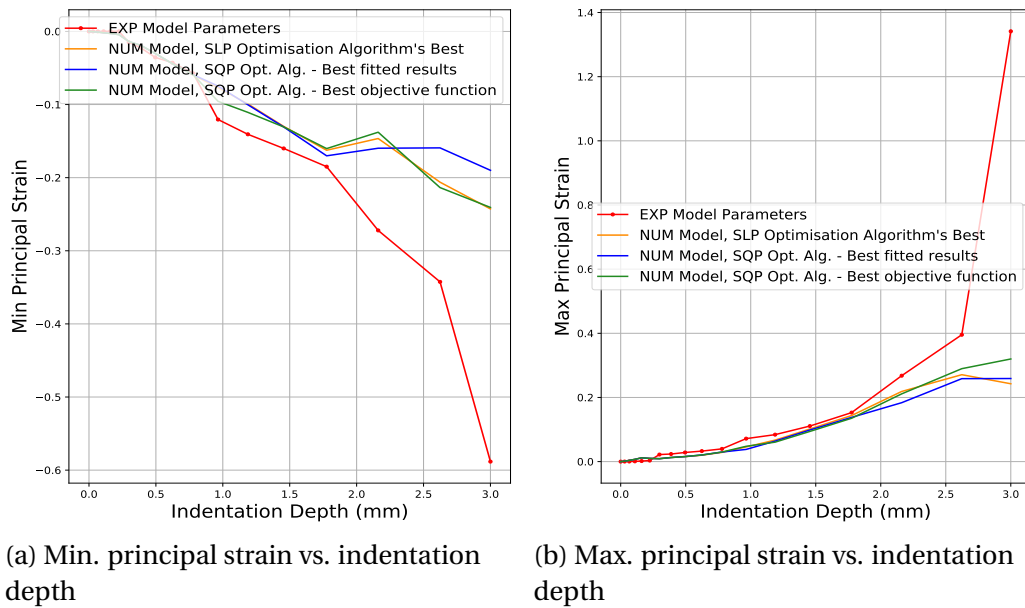 EXP Model Parameters
NUM Model, SLP Optimisation Algorithm's Best
NUM Model, SQP Opt. Alg. - Best fitted results
NUM Model, SQP Opt. Alg. - Best objective function
0.0
−0.1
−0.2
−0.3
−0.4
−0.5
−0.6
Min Principal Strain
0.0 0.5 1.0 1.5 2.0 2.5 3.0
Indentation Depth (mm)
(a) Min. principal strain vs. indentation
depth
1.4
1.2
1.0
0.8
0.6
0.4
0.2
0.0
Max Principal Strain
EXP Model Parameters
NUM Model, SLP Optimisation Algorithm's Best
NUM Model, SQP Opt. Alg. - Best fitted results
NUM Model, SQP Opt. Alg. - Best objective function
0.0 0.5 1.0 1.5 2.0 2.5 3.0
Indentation Depth (mm)
(b) Max. principal strain vs. indentation
depth